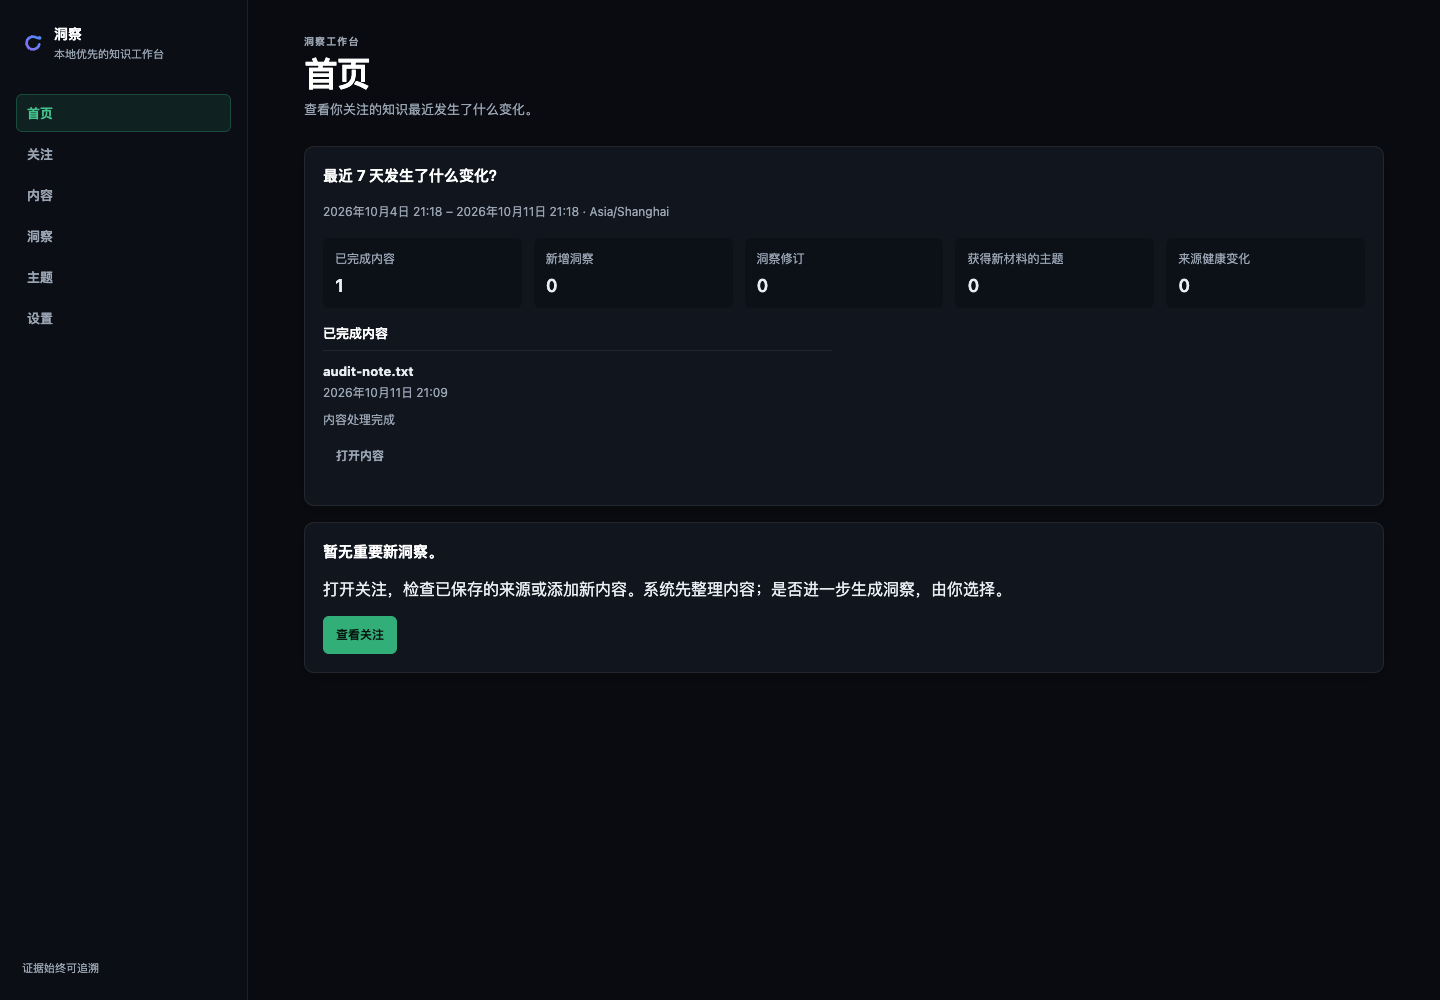 洞察
本地优先的知识工作台
首页
关注
内容
洞察
主题
设置
证据始终可追溯
洞察工作台
首页
查看你关注的知识最近发生了什么变化。
最近 7 天发生了什么变化?
2026年10月4日 21:18 – 2026年10月11日 21:18 · Asia/Shanghai
已完成内容
1
新增洞察
0
洞察修订
0
获得新材料的主题
0
来源健康变化
0
已完成内容
audit-note.txt
2026年10月11日 21:09
内容处理完成
打开内容
暂无重要新洞察。
打开关注，检查已保存的来源或添加新内容。系统先整理内容；是否进一步生成洞察，由你选择。
查看关注